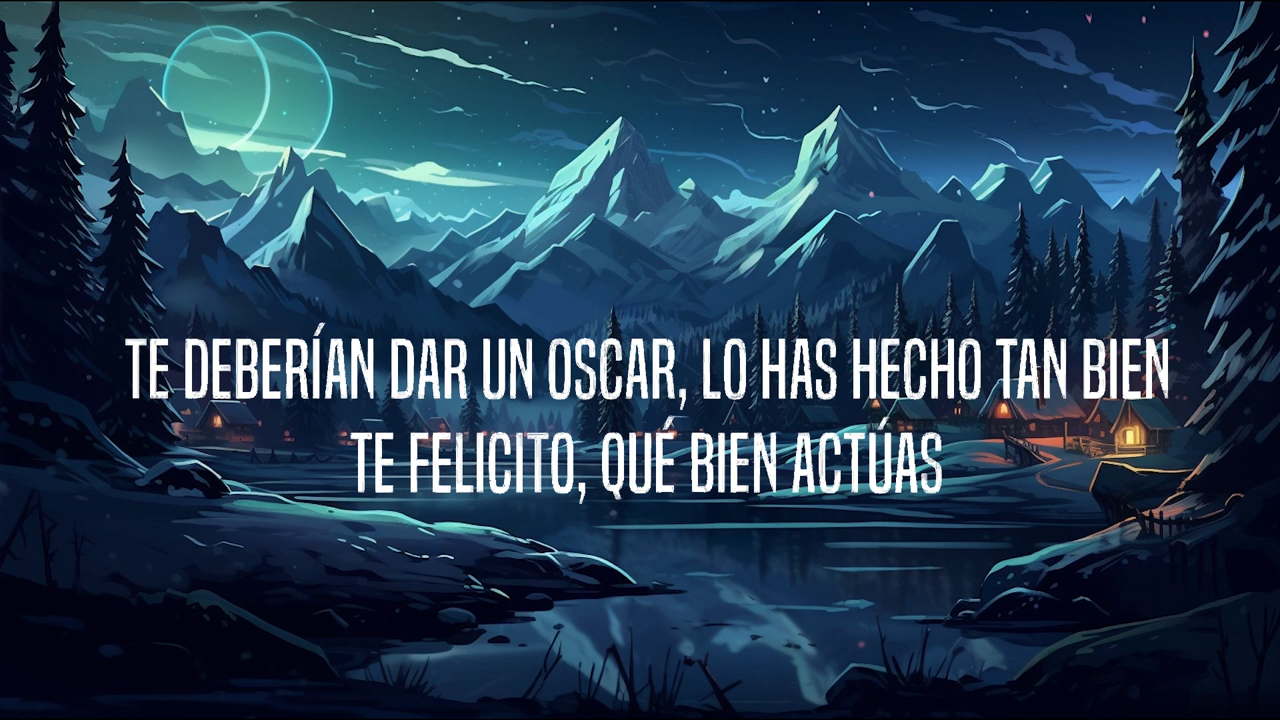 TE DEBERÍAN DAR UN OSCAR, LO HAS HECHO TAN BIEN
TE FELICITO, QUÉ BIEN ACTÚAS